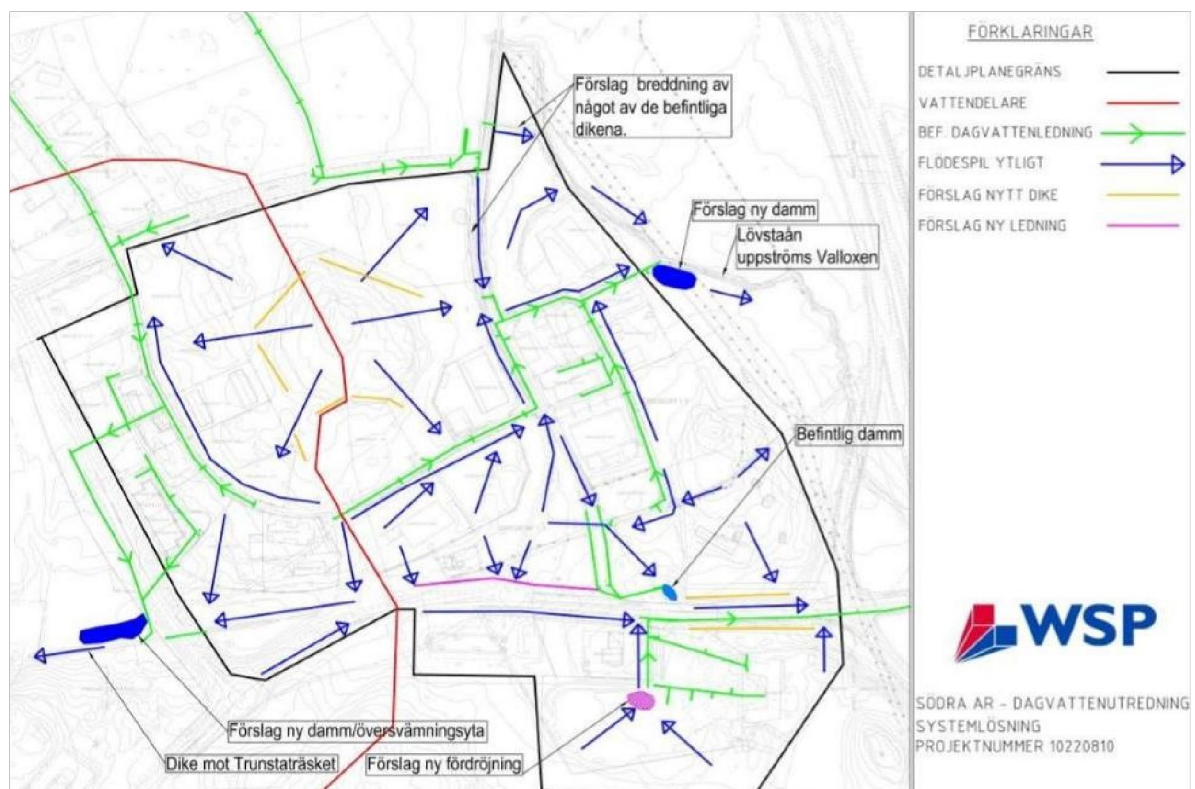 Förslag breddning av
något av de befintliga
dikena.
Förslag ny damm
Lövstaån
uppströms Valloxen
Befintlig damm
Förslag ny damm/översvämningsyta
Dike mot Trunstaträsket
Förslag ny fördröjning
FÖRKLARINGAR
DETALJPLANEGRÄNS
VATTENDELARE
BEF. DAGVATTENLEDNING
FLÖDESPIL YTLIGT
FÖRSLAG NYTT DIKE
FÖRSLAG NY LEDNING
WSP
SÖDRA AR - DAGVATTENUTREDNING
SYSTEMLÖSNING
PROJEKTNUMMER 10220810